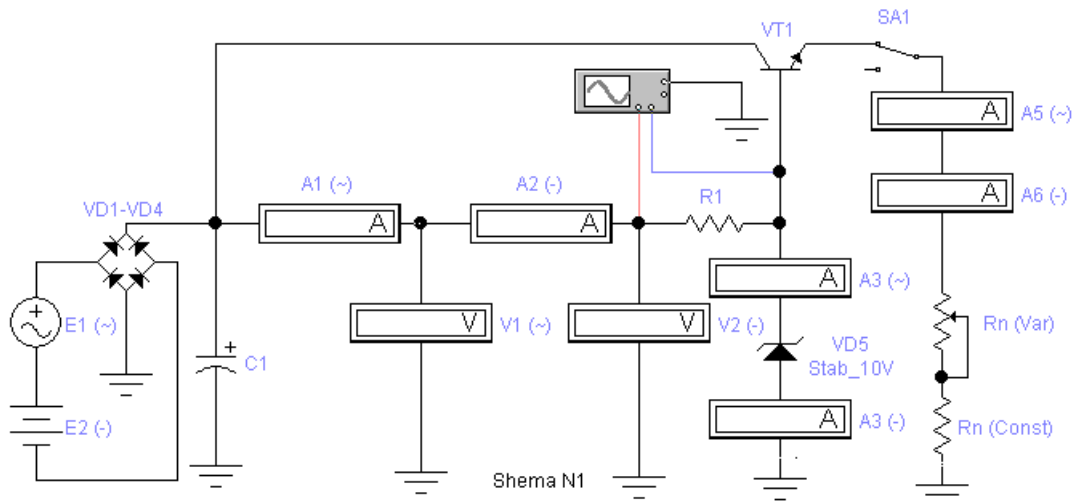 SA1
VT1
A
A5 (~)
A1 (~)
A2 (-)
A
A6 (-)
R1
VD1-VD4
A
A
A
A3 (~)
E1 (~)
V
V1 (~)
V
V2 (-)
Rn (Var)
VD5
Stab_10V
C1
E2 (-)
A
A3 (-)
Rn (Const)
Shema N1